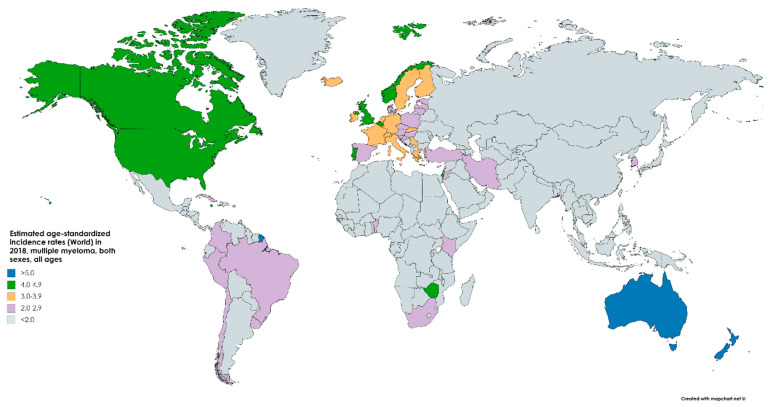 Estimated age-standardized
incidence rates (World) in
2018, multiple myeloma, both
sexes, all ages
>5.0
4.0-4.9
3.0-3.9
2.0-2.9
<2.0
Created with mapchart.net ©